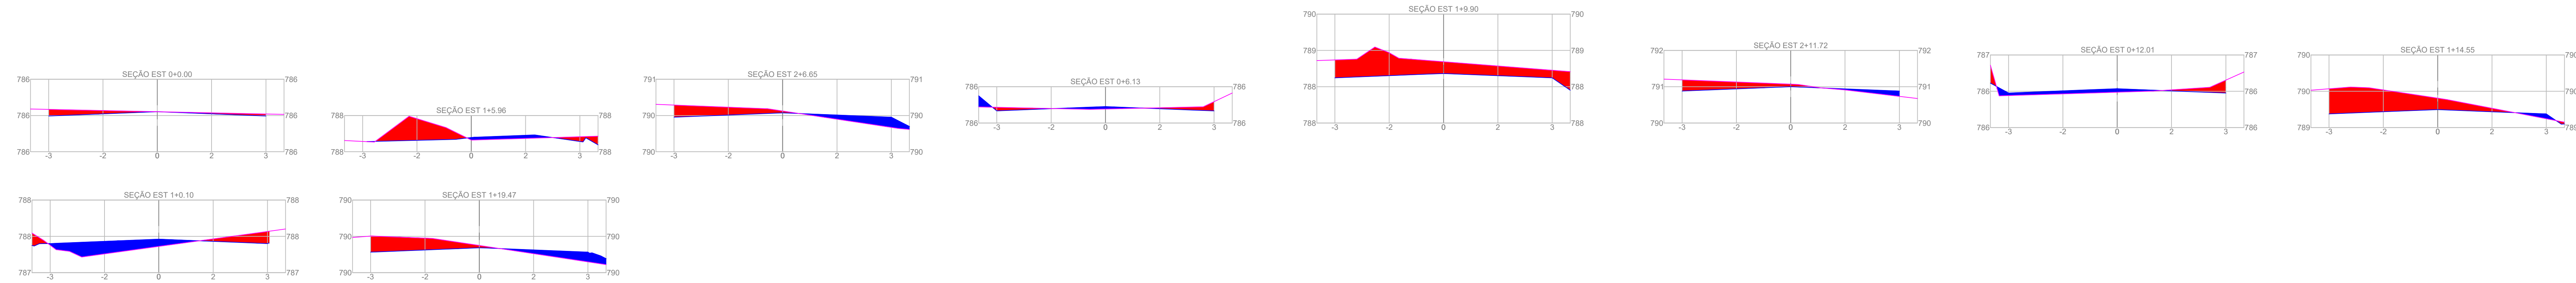 SEÇÃO EST 0+0.00
786 786
786 786
786 786
-3 -2 0 2 3
SEÇÃO EST 1+5.96
788 788
788 788
-3 -2 0 2 3
SEÇÃO EST 2+6.65
791 791
790 790
790 790
-3 -2 0 2 3
SEÇÃO EST 0+6.13
786 786
786 786
-3 -2 0 2 3
SEÇÃO EST 1+9.90
790 790
789 789
788 788
788 788
-3 -2 0 2 3
SEÇÃO EST 2+11.72
792 792
791 791
790 790
-3 -2 0 2 3
SEÇÃO EST 0+12.01
787 787
786 786
786 786
-3 -2 0 2 3
SEÇÃO EST 1+14.55
790 790
790 790
789 789
-3 -2 0 2 3
SEÇÃO EST 1+0.10
788 788
788 788
787 787
-3 -2 0 2 3
SEÇÃO EST 1+19.47
790 790
790 790
790 790
-3 -2 0 2 3